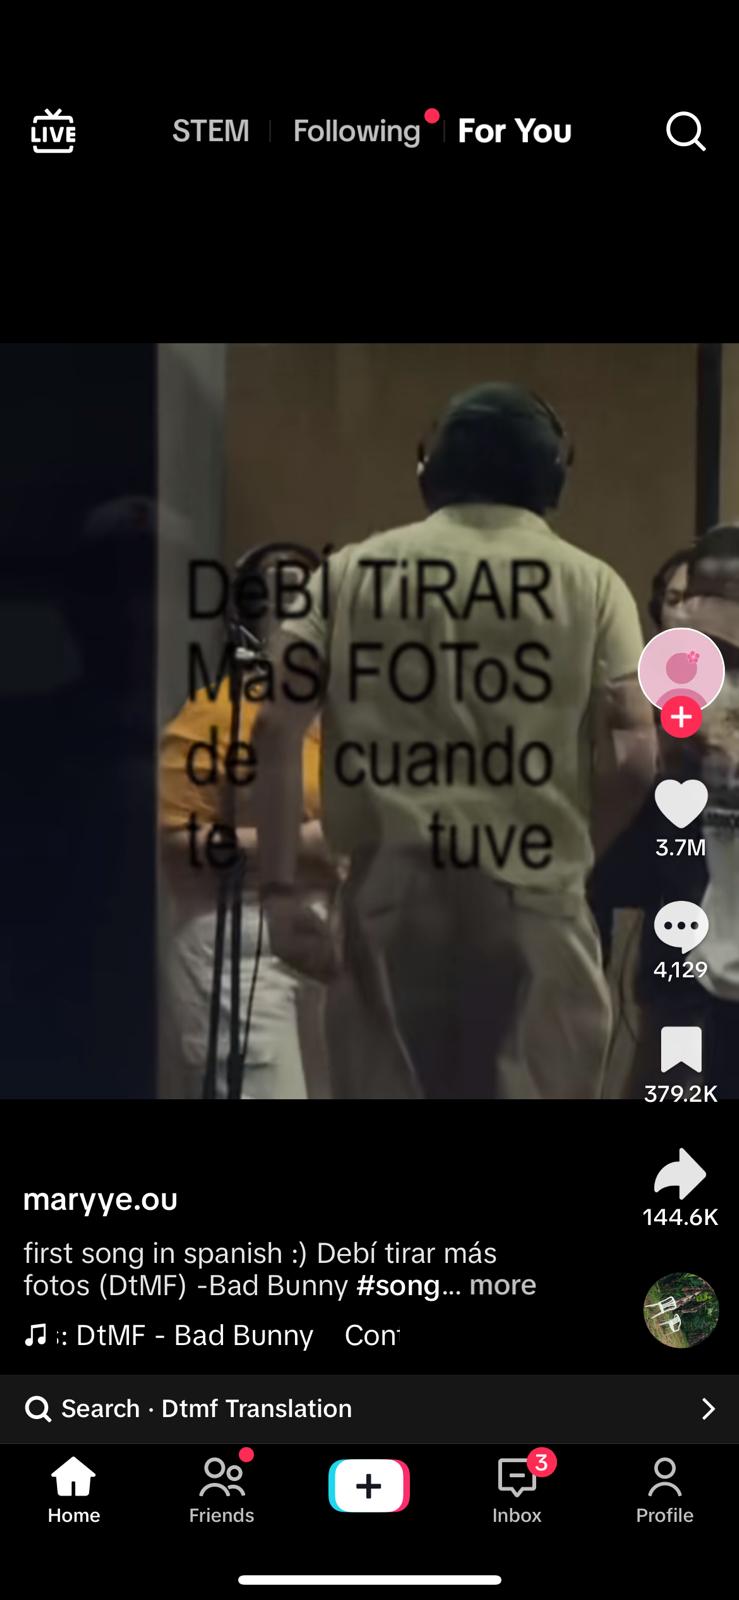 LIVE
STEM
Following
For You
DeBÍ TiRAR
MaS FOToS
de cuando
te tuve
3.7M
4,129
379.2K
144.6K
maryye.ou
first song in spanish :) Debí tirar más
fotos (DtMF) -Bad Bunny #song... more
: DtMF - Bad Bunny Con
Search · Dtmf Translation
Home
Friends
3
Inbox
Profile